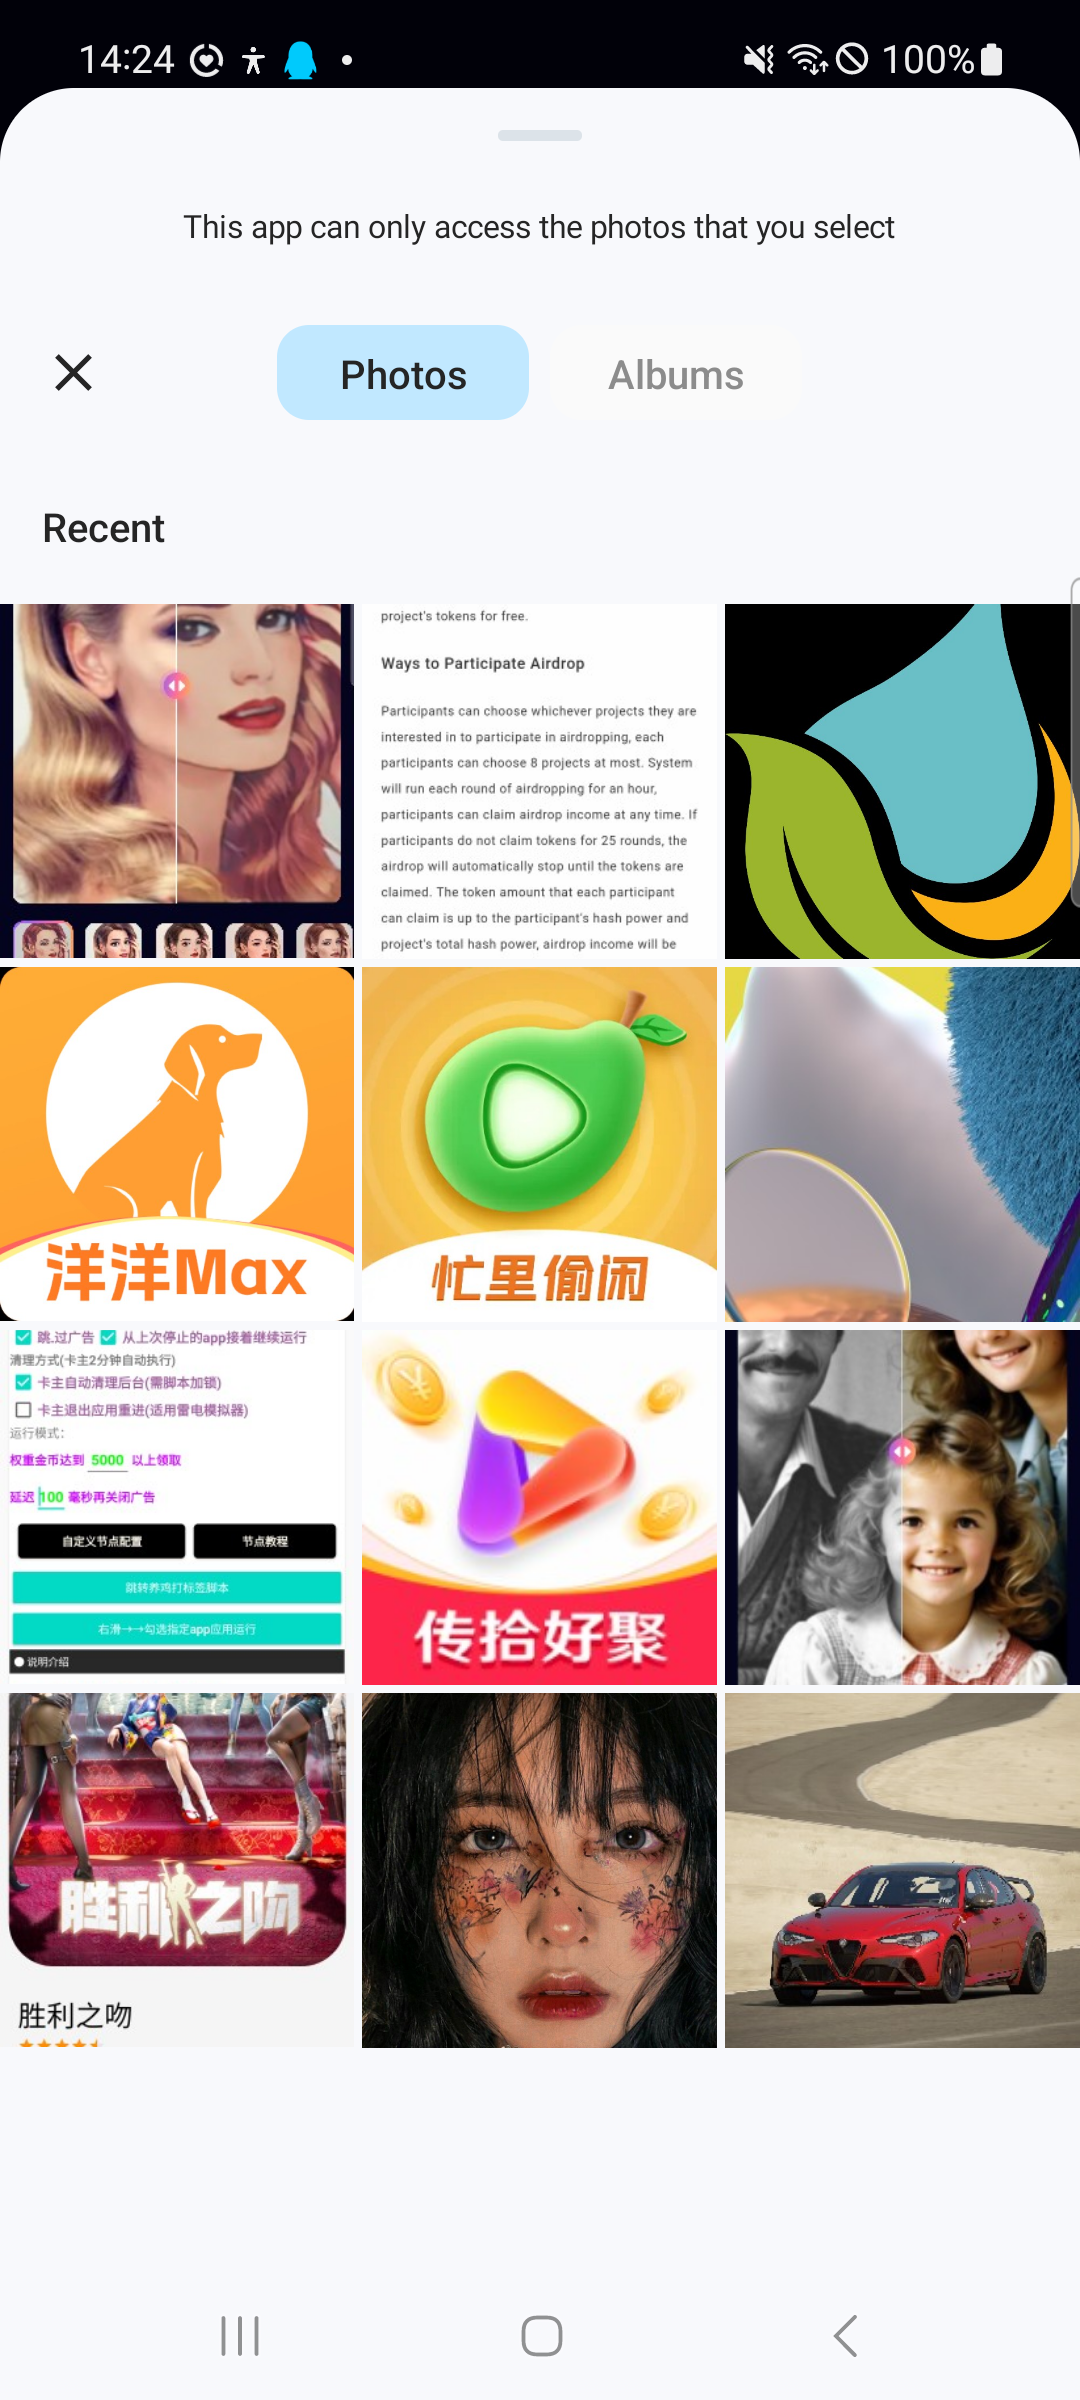 14:24
100%
This app can only access the photos that you select
Photos
Albums
Recent
project's tokens for free.
Ways to Participate Airdrop
Participants can choose whichever projects they are
interested in to participate in airdropping, each
participants can choose 8 projects at most. System
will run each round of airdropping for an hour,
participants can claim airdrop income at any time. If
participants do not claim tokens for 25 rounds, the
airdrop will automatically stop until the tokens are
claimed. The token amount that each participant
can claim is up to the participant's hash power and
project's total hash power, airdrop income will be
洋洋Max
忙里偷闲
跳.过广告 从上次停止的app接着继续运行
清理方式(卡主2分钟自动执行)
卡主自动清理后台(需脚本加锁)
卡主退出应用重进(适用雷电模拟器)
运行模式:
权重金币达到 5000 以上领取
延迟 100 毫秒再关闭广告
自定义节点配置
节点教程
跳转养鸡打标签脚本
右滑→→勾选指定app应用运行
说明介绍
传拾好聚
胜利之吻
胜利之吻